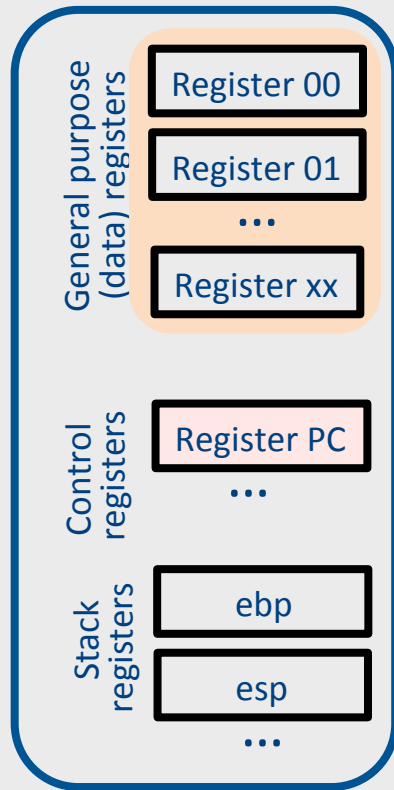 General purpose
(data) registers
Register 00
Register 01
...
Register xx
Control
registers
Register PC
...
Stack
registers
ebp
esp
...